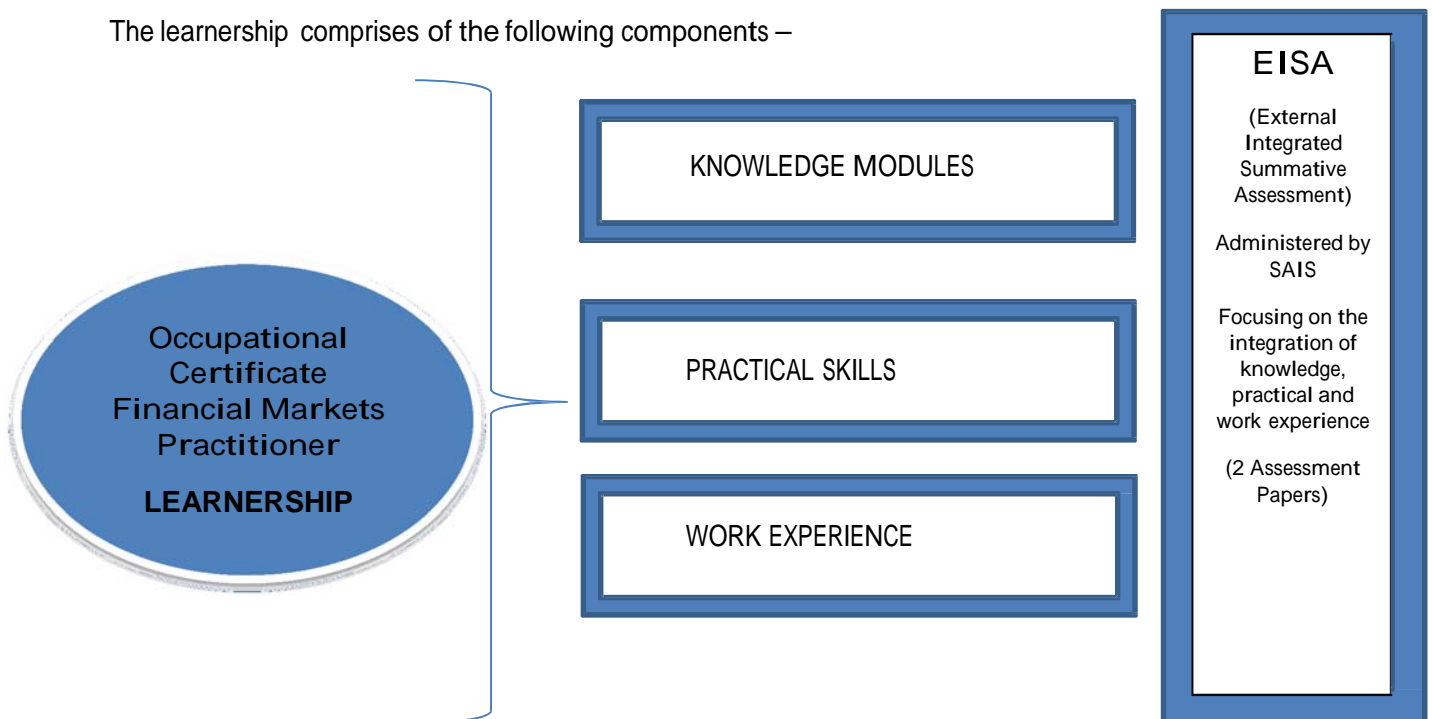 The learnership comprises of the following components –
Occupational
Certificate
Financial Markets
Practitioner
LEARNERSHIP
KNOWLEDGE MODULES
PRACTICAL SKILLS
WORK EXPERIENCE
EISA
(External
Integrated
Summative
Assessment)
Administered by
SAIS
Focusing on the
integration of
knowledge,
practical and
work experience
(2 Assessment
Papers)